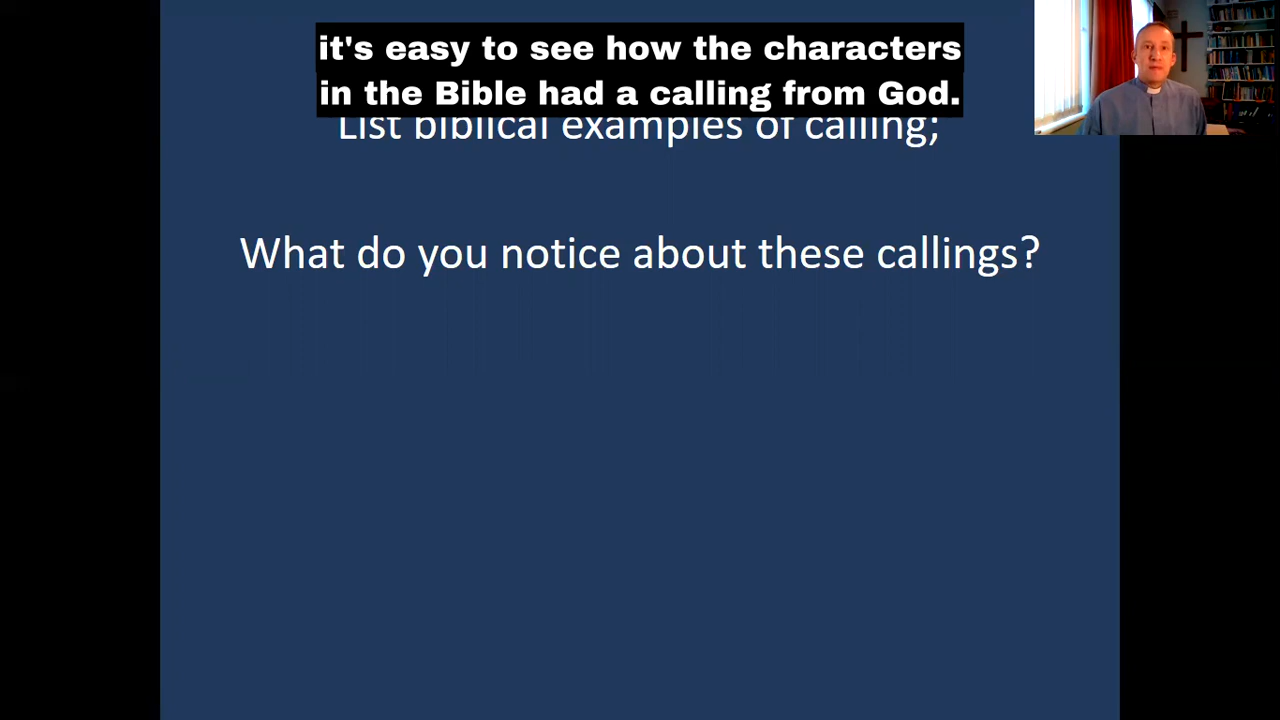 it's easy to see how the characters
in the Bible had a calling from God.
List biblical examples of calling;
What do you notice about these callings?